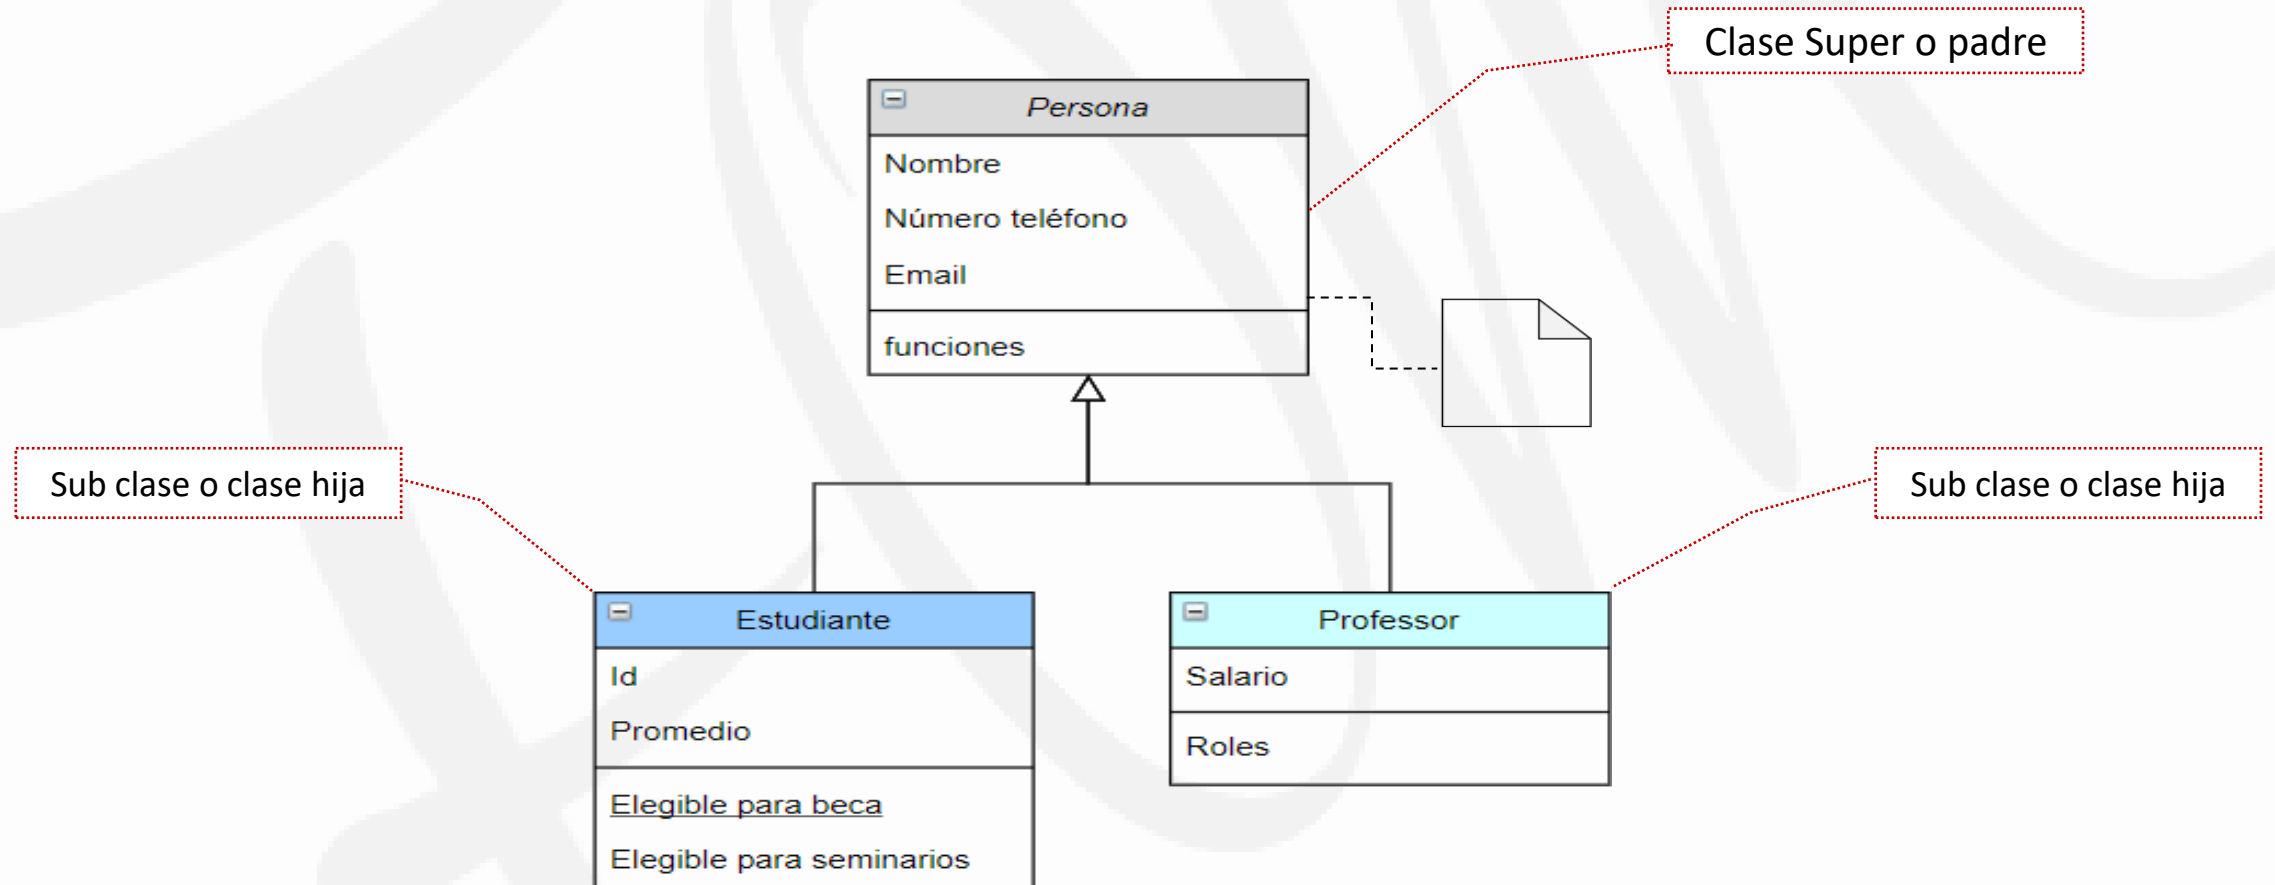 Clase Super o padre
Persona
Nombre
Número teléfono
Email
funciones
Sub clase o clase hija
Sub clase o clase hija
Estudiante
Id
Promedio
Elegible para beca
Elegible para seminarios
Professor
Salario
Roles